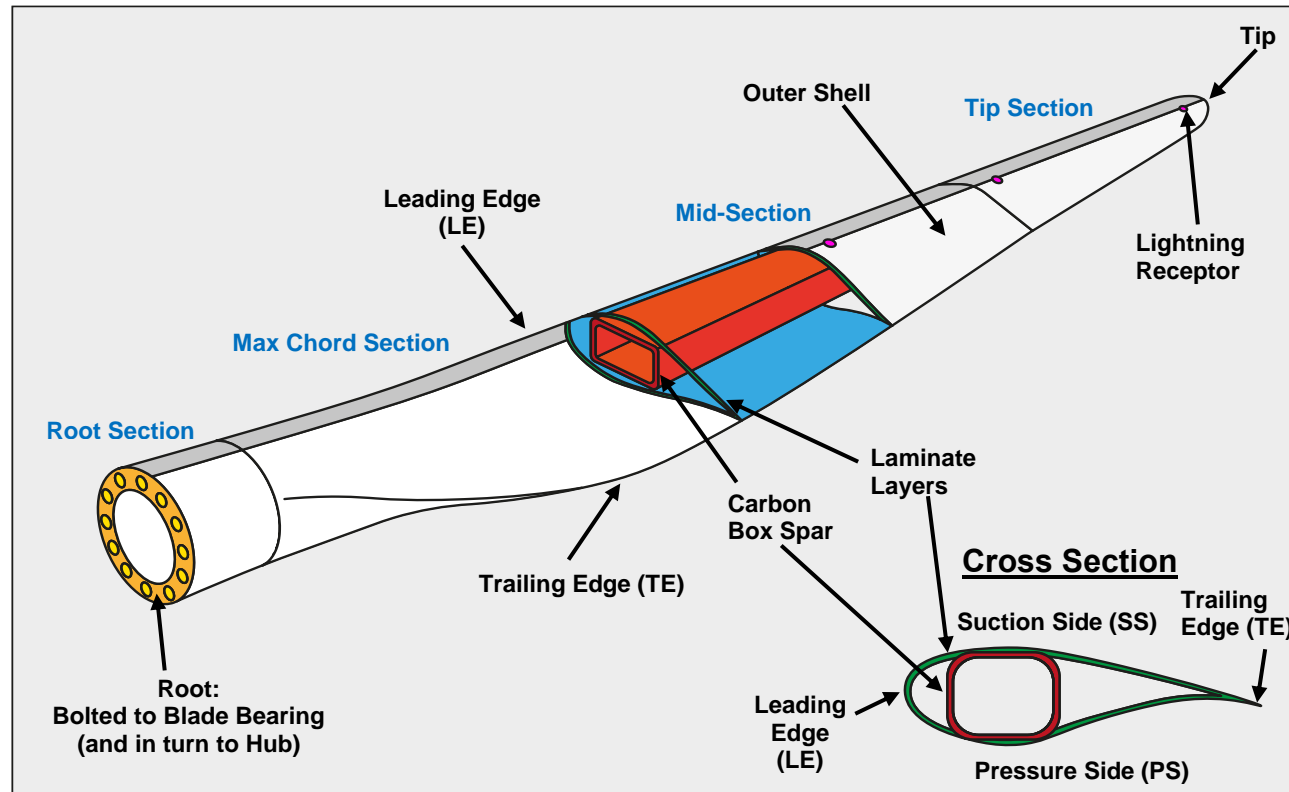 Tip
Outer Shell
Tip Section
Leading Edge
(LE)
Mid-Section
Lightning
Receptor
Max Chord Section
Root Section
Laminate
Layers
Carbon
Box Spar
Trailing Edge (TE)
Cross Section
Suction Side (SS)
Trailing
Edge (TE)
Root:
Bolted to Blade Bearing
(and in turn to Hub)
Leading
Edge
(LE)
Pressure Side (PS)